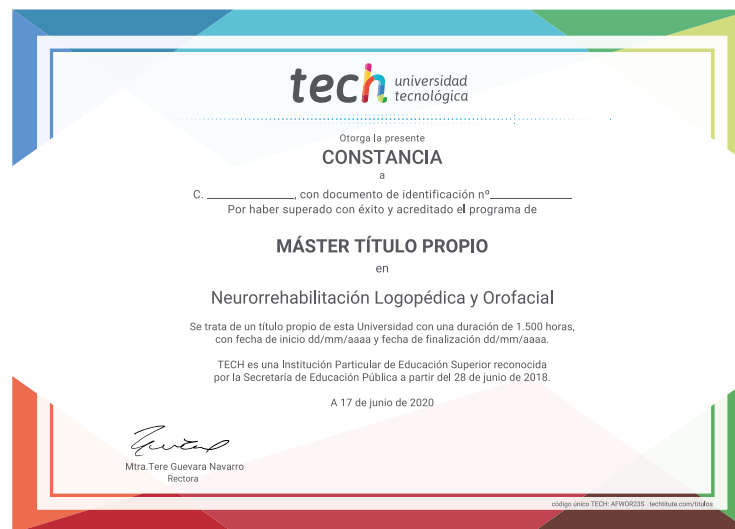 tech universidad
tecnológica
Otorga la presente
CONSTANCIA
a
C. ________________, con documento de identificación nº______________
Por haber superado con éxito y acreditado el programa de
MÁSTER TÍTULO PROPIO
en
Neurorrehabilitación Logopédica y Orofacial
Se trata de un título propio de esta Universidad con una duración de 1.500 horas,
con fecha de inicio dd/mm/aaaa y fecha de finalización dd/mm/aaaa.
TECH es una Institución Particular de Educación Superior reconocida
por la Secretaría de Educación Pública a partir del 28 de junio de 2018.
A 17 de junio de 2020
Mtra.Tere Guevara Navarro
Rectora
código único TECH: AFWOR23S techtitute.com/titulos